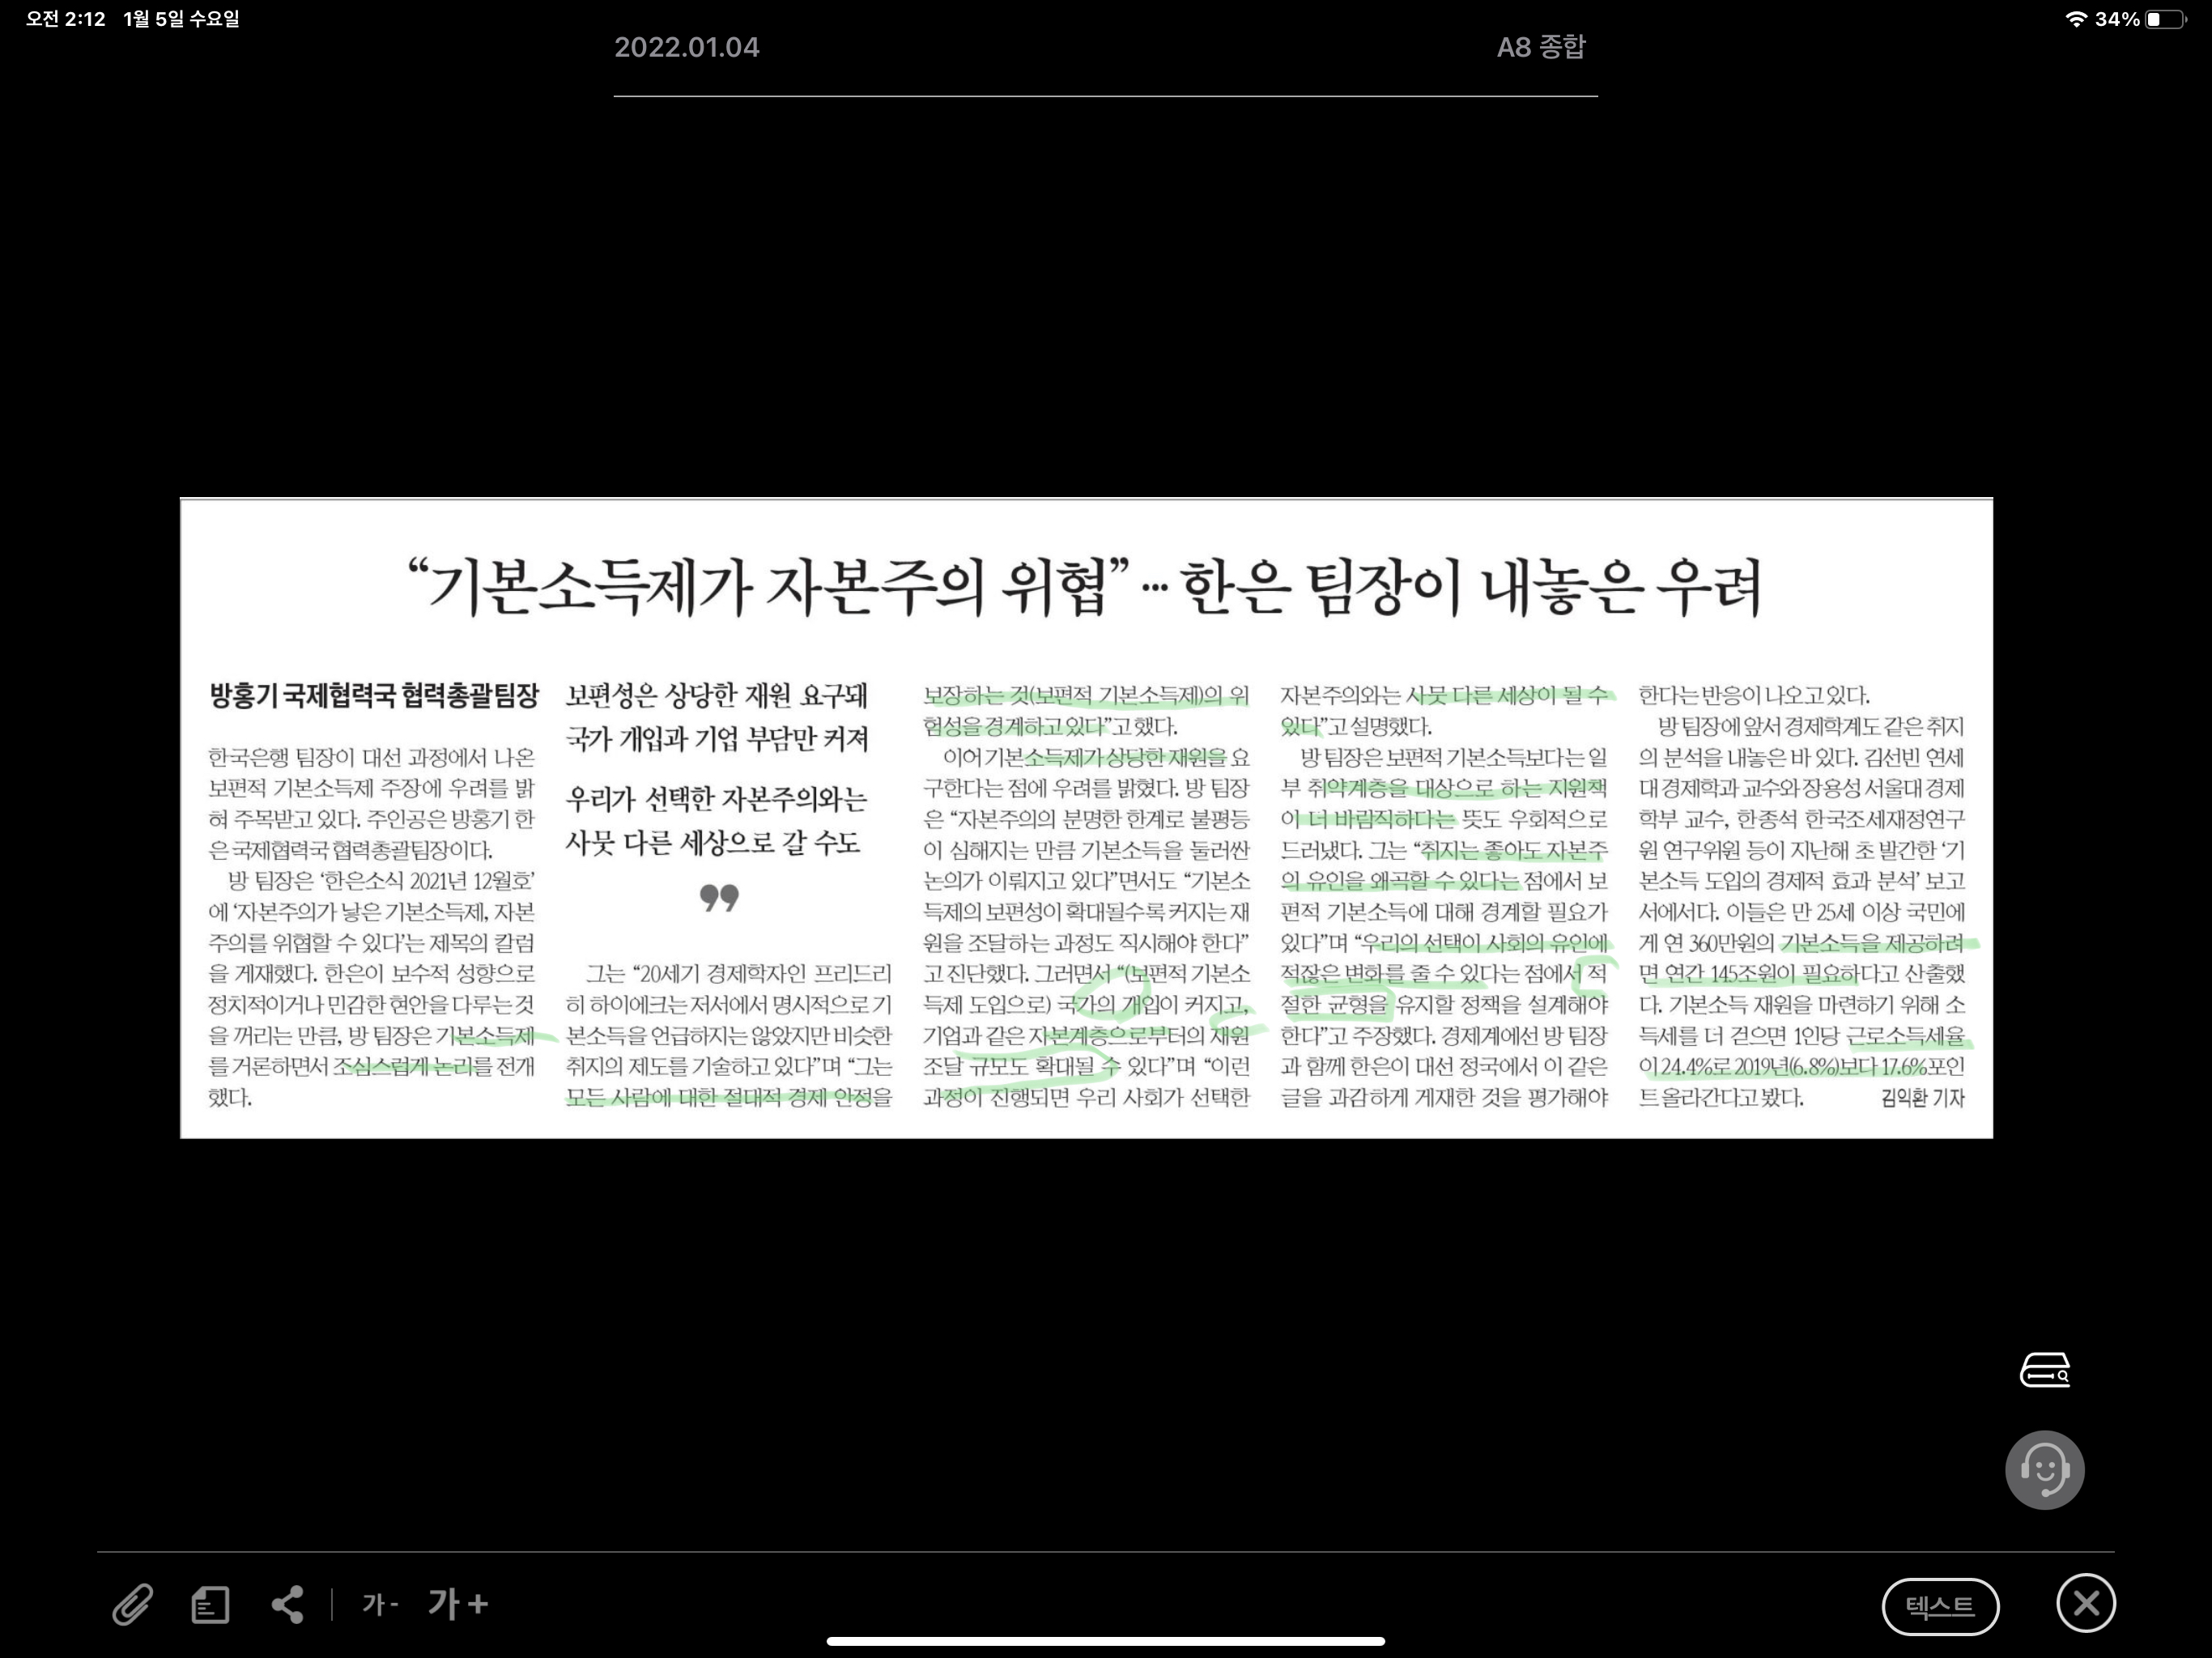 오전 2:12 1월 5일 수요일
34%
2022.01.04
A8 종합
“기본소득제가 자본주의 위협” … 한은 팀장이 내놓은 우려
방홍기 국제협력국 협력총괄팀장
한국은행 팀장이 대선 과정에서 나온
보편적 기본소득제 주장에 우려를 밝
혀 주목받고 있다. 주인공은 방홍기 한
은 국제협력국 협력총괄팀장이다.
방 팀장은 ‘한은소식 2021년 12월호’
에 ‘자본주의가 낳은 기본소득제, 자본
주의를 위협할 수 있다’는 제목의 칼럼
을 게재했다. 한은이 보수적 성향으로
정치적이거나 민감한 현안을 다루는 것
을 꺼리는 만큼, 방 팀장은 기본소득제
를 거론하면서 조심스럽게 논리를 전개
했다.
보편성은 상당한 재원 요구돼
국가 개입과 기업 부담만 커져
우리가 선택한 자본주의와는
사뭇 다른 세상으로 갈 수도
”
그는 “20세기 경제학자인 프리드리
히 하이에크는 저서에서 명시적으로 기
본소득을 언급하지는 않았지만 비슷한
취지의 제도를 기술하고 있다”며 “그는
모든 사람에 대한 절대적 경제 안정을
보장하는 것(보편적 기본소득제)의 위
험성을 경계하고 있다”고 했다.
이어 기본소득제가 상당한 재원을 요
구한다는 점에 우려를 밝혔다. 방 팀장
은 “자본주의의 분명한 한계로 불평등
이 심해지는 만큼 기본소득을 둘러싼
논의가 이뤄지고 있다”면서도 “기본소
득제의 보편성이 확대될수록 커지는 재
원을 조달하는 과정도 직시해야 한다”
고 진단했다. 그러면서 “(보편적 기본소
득제 도입으로) 국가의 개입이 커지고,
기업과 같은 자본계층으로부터의 재원
조달 규모도 확대될 수 있다”며 “이런
과정이 진행되면 우리 사회가 선택한
자본주의와는 사뭇 다른 세상이 될 수
있다”고 설명했다.
방 팀장은 보편적 기본소득보다는 일
부 취약계층을 대상으로 하는 지원책
이 더 바람직하다는 뜻도 우회적으로
드러냈다. 그는 “취지는 좋아도 자본주
의 유인을 왜곡할 수 있다는 점에서 보
편적 기본소득에 대해 경계할 필요가
있다”며 “우리의 선택이 사회의 유인에
적잖은 변화를 줄 수 있다는 점에서 적
절한 균형을 유지할 정책을 설계해야
한다”고 주장했다. 경제계에선 방 팀장
과 함께 한은이 대선 정국에서 이 같은
글을 과감하게 게재한 것을 평가해야
한다는 반응이 나오고 있다.
방 팀장에 앞서 경제학계도 같은 취지
의 분석을 내놓은 바 있다. 김선빈 연세
대 경제학과 교수와 장용성 서울대 경제
학부 교수, 한종석 한국조세재정연구
원 연구위원 등이 지난해 초 발간한 ‘기
본소득 도입의 경제적 효과 분석’ 보고
서에서다. 이들은 만 25세 이상 국민에
게 연 360만원의 기본소득을 제공하려
면 연간 145조원이 필요하다고 산출했
다. 기본소득 재원을 마련하기 위해 소
득세를 더 걷으면 1인당 근로소득세율
이 24.4%로 2019년(6.8%)보다 17.6%포인
트 올라간다고 봤다.
김익환 기자
가- 가+
텍스트